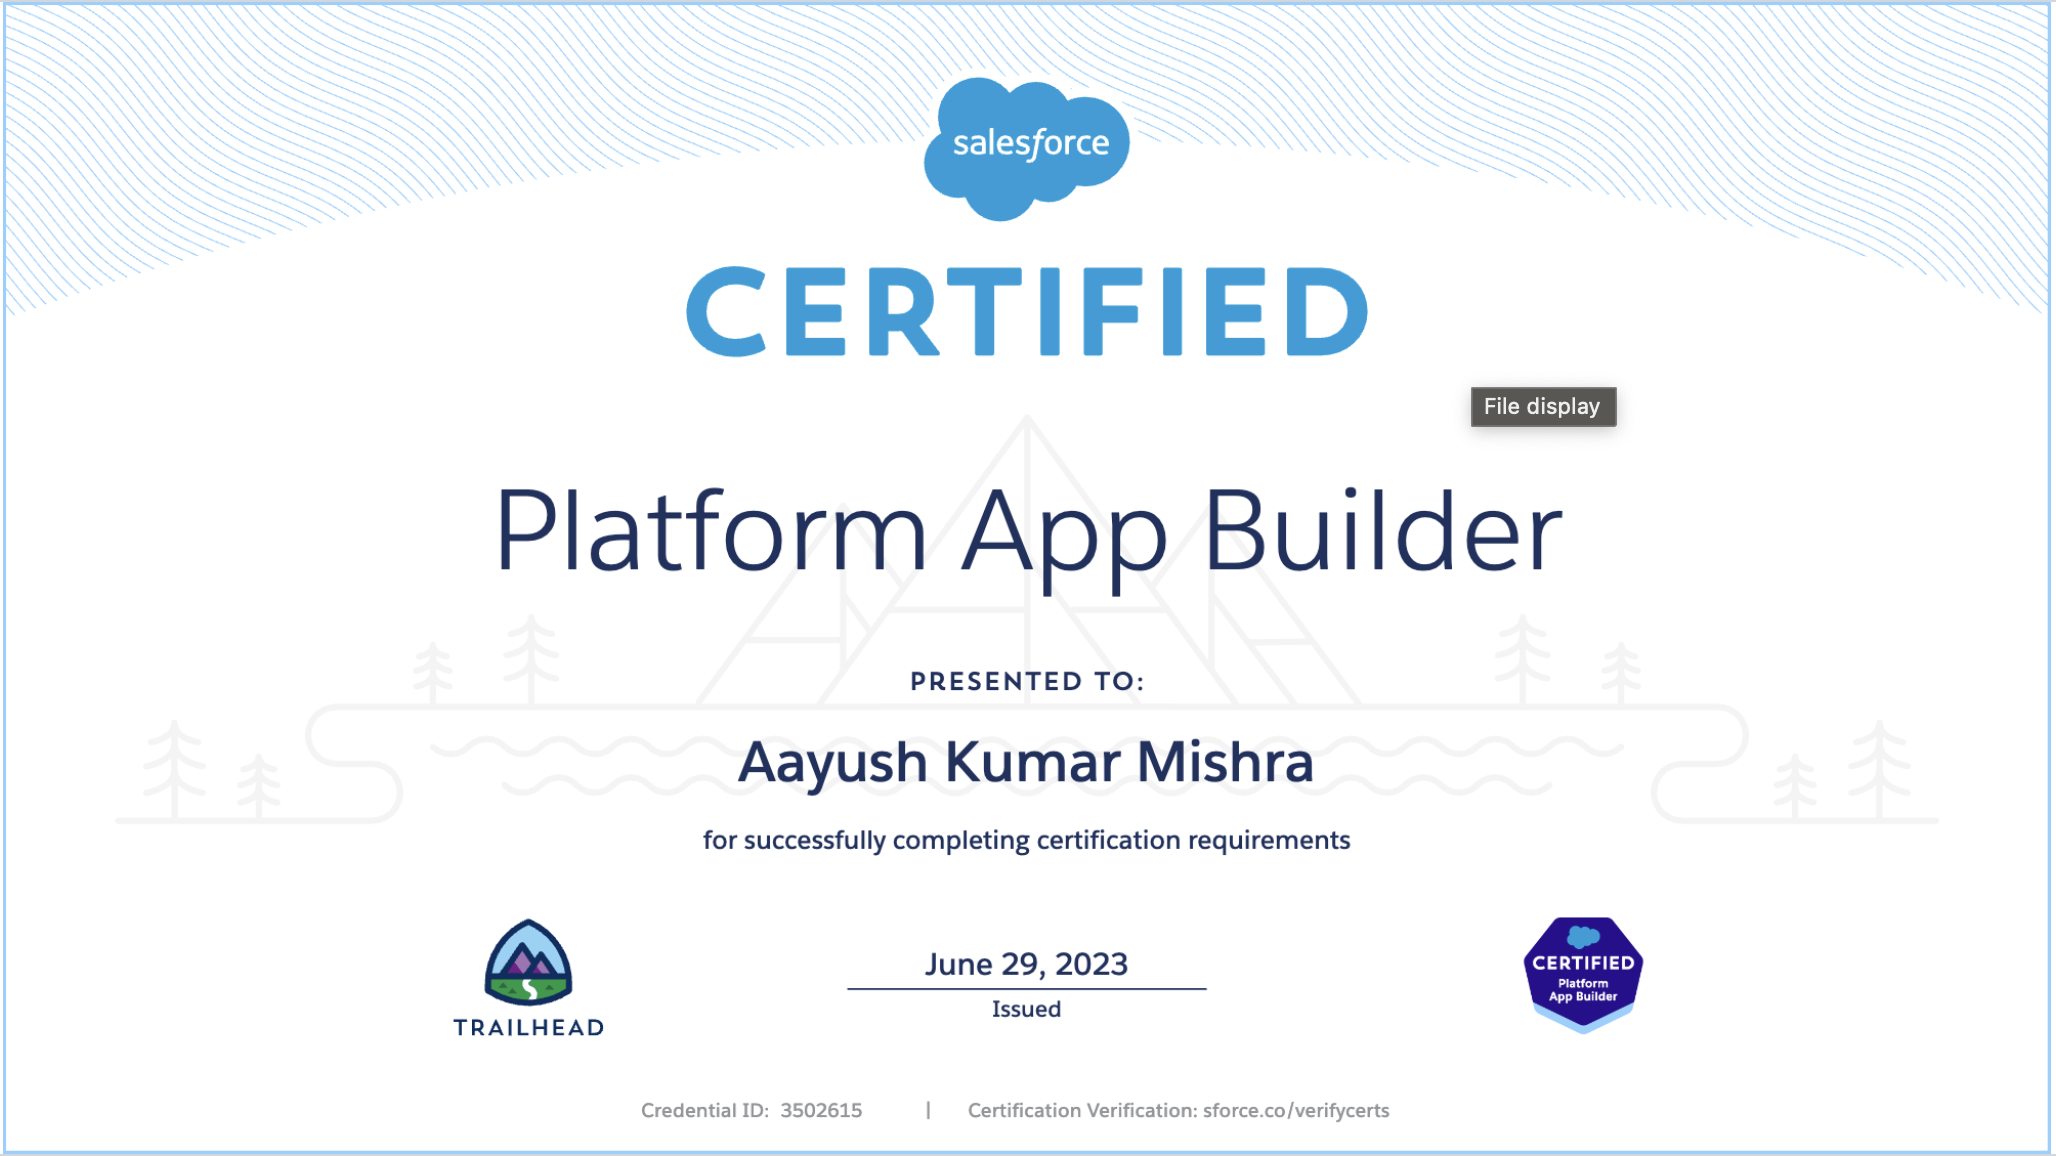 salesforce
CERTIFIED
File display
Platform App Builder
PRESENTED TO:
Aayush Kumar Mishra
for successfully completing certification requirements
TRAILHEAD
June 29, 2023
Issued
CERTIFIED
Platform
App Builder
Credential ID: 3502615 | Certification Verification: sforce.co/verifycerts